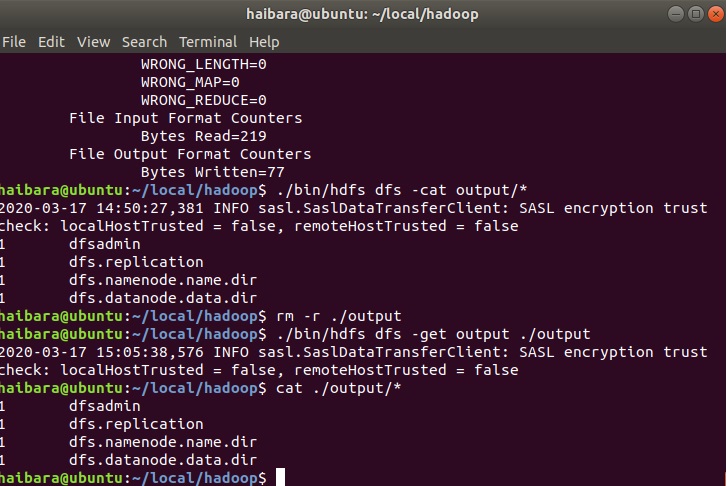 haibara@ubuntu: ~/local/hadoop
File Edit View Search Terminal Help
WRONG_LENGTH=0
WRONG_MAP=0
WRONG_REDUCE=0
File Input Format Counters
Bytes Read=219
File Output Format Counters
Bytes Written=77
haibara@ubuntu:~/local/hadoop$ ./bin/hdfs dfs -cat output/*
2020-03-17 14:50:27,381 INFO sasl.SaslDataTransferClient: SASL encryption trust
check: localHostTrusted = false, remoteHostTrusted = false
1 dfsadmin
1 dfs.replication
1 dfs.namenode.name.dir
1 dfs.datanode.data.dir
haibara@ubuntu:~/local/hadoop$ rm -r ./output
haibara@ubuntu:~/local/hadoop$ ./bin/hdfs dfs -get output ./output
2020-03-17 15:05:38,576 INFO sasl.SaslDataTransferClient: SASL encryption trust
check: localHostTrusted = false, remoteHostTrusted = false
haibara@ubuntu:~/local/hadoop$ cat ./output/*
1 dfsadmin
1 dfs.replication
1 dfs.namenode.name.dir
1 dfs.datanode.data.dir
haibara@ubuntu:~/local/hadoop$